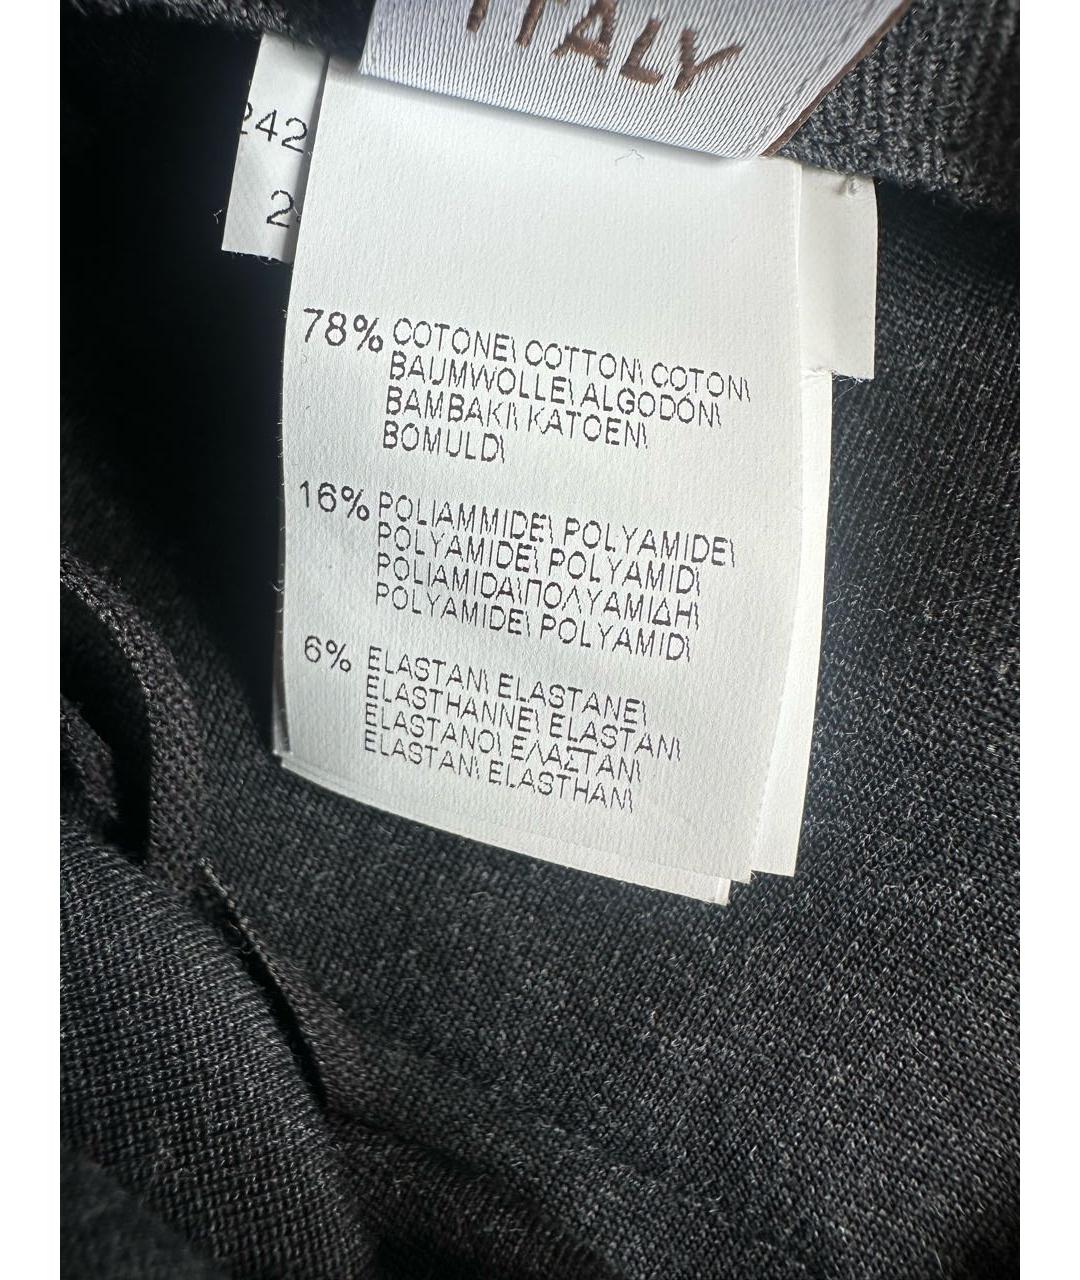 ITALY
242
2
78% COTONE\ COTTON\ COTON\
BAUMWOLLE\ ALGODÓN\
BAMBAKI\ KATOEN\
BOMULD\
16% POLIAMMIDE\ POLYAMIDE\
POLYAMIDE\ POLYAMID\
POLIAMIDA\ΠΟΛΥΑΜΙΔΗ\
POLYAMIDE\ POLYAMID\
6% ELASTAN\ ELASTANE\
ELASTHANNE\ ELASTAN\
ELASTANO\ ΕΛΑΣΤΑΝ\
ELASTAN\ ELASTHAN\